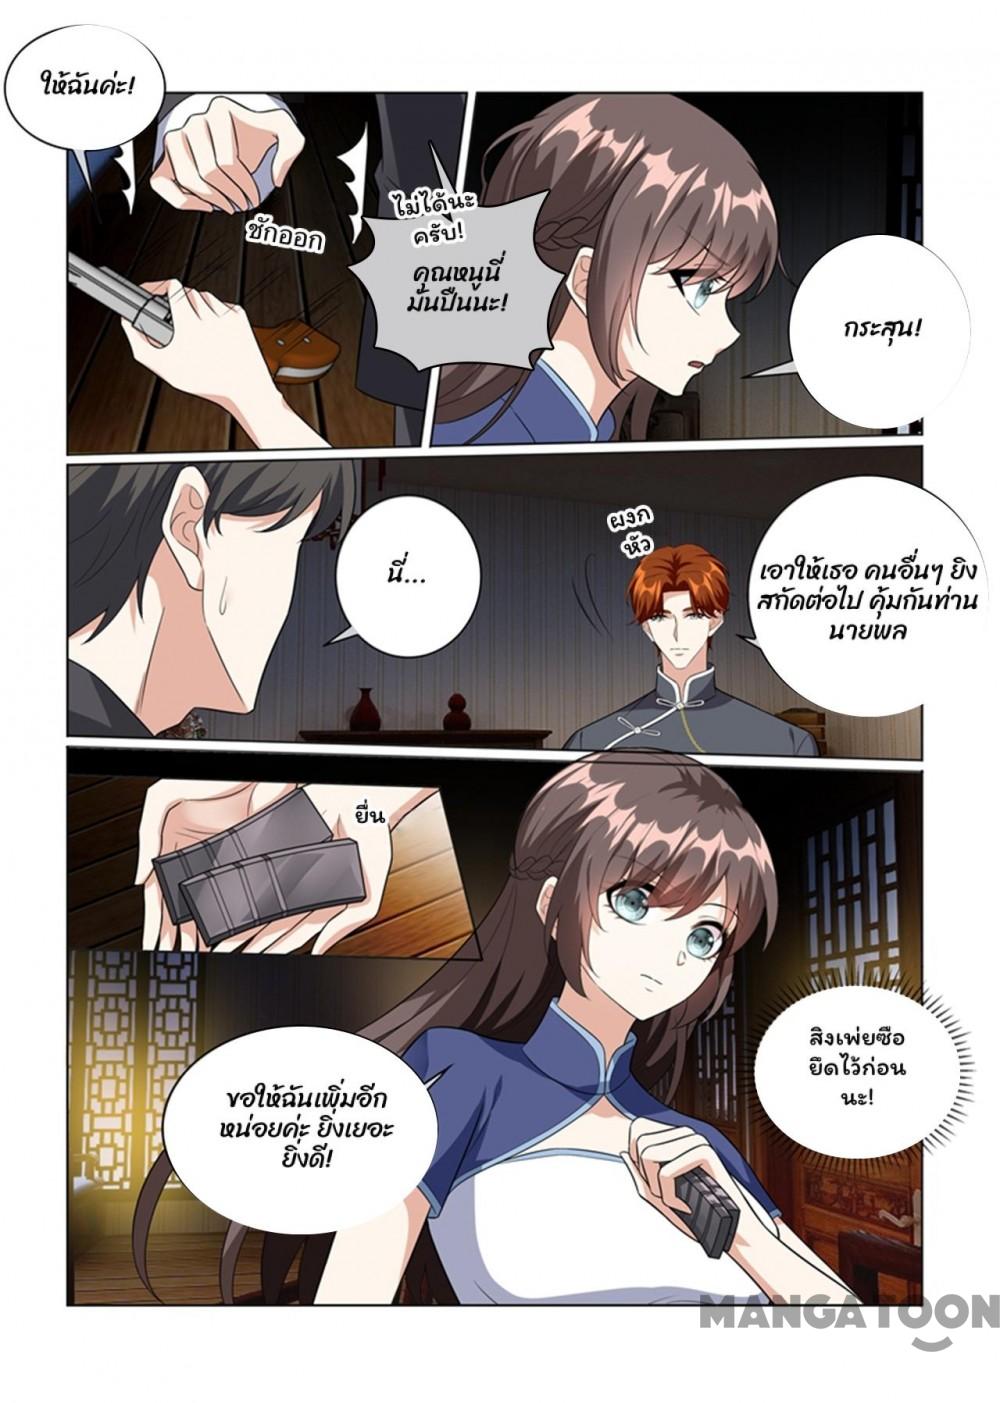 ให้ฉันค่ะ!
ชักออก
ไม่ได้นะ
ครับ!
คุณหนูนี่
มันปืนนะ!
กระสุน!
นี่...
ผงก
หัว
เอาให้เธอ คนอื่นๆ ยิง
สกัดต่อไป คุ้มกันท่าน
นายพล
ยื่น
ขอให้ฉันเพิ่มอีก
หน่อยค่ะ ยิ่งเยอะ
ยิ่งดี!
สิงเพ่ยซือ
ยึดไว้ก่อน
นะ!
MANGATOON